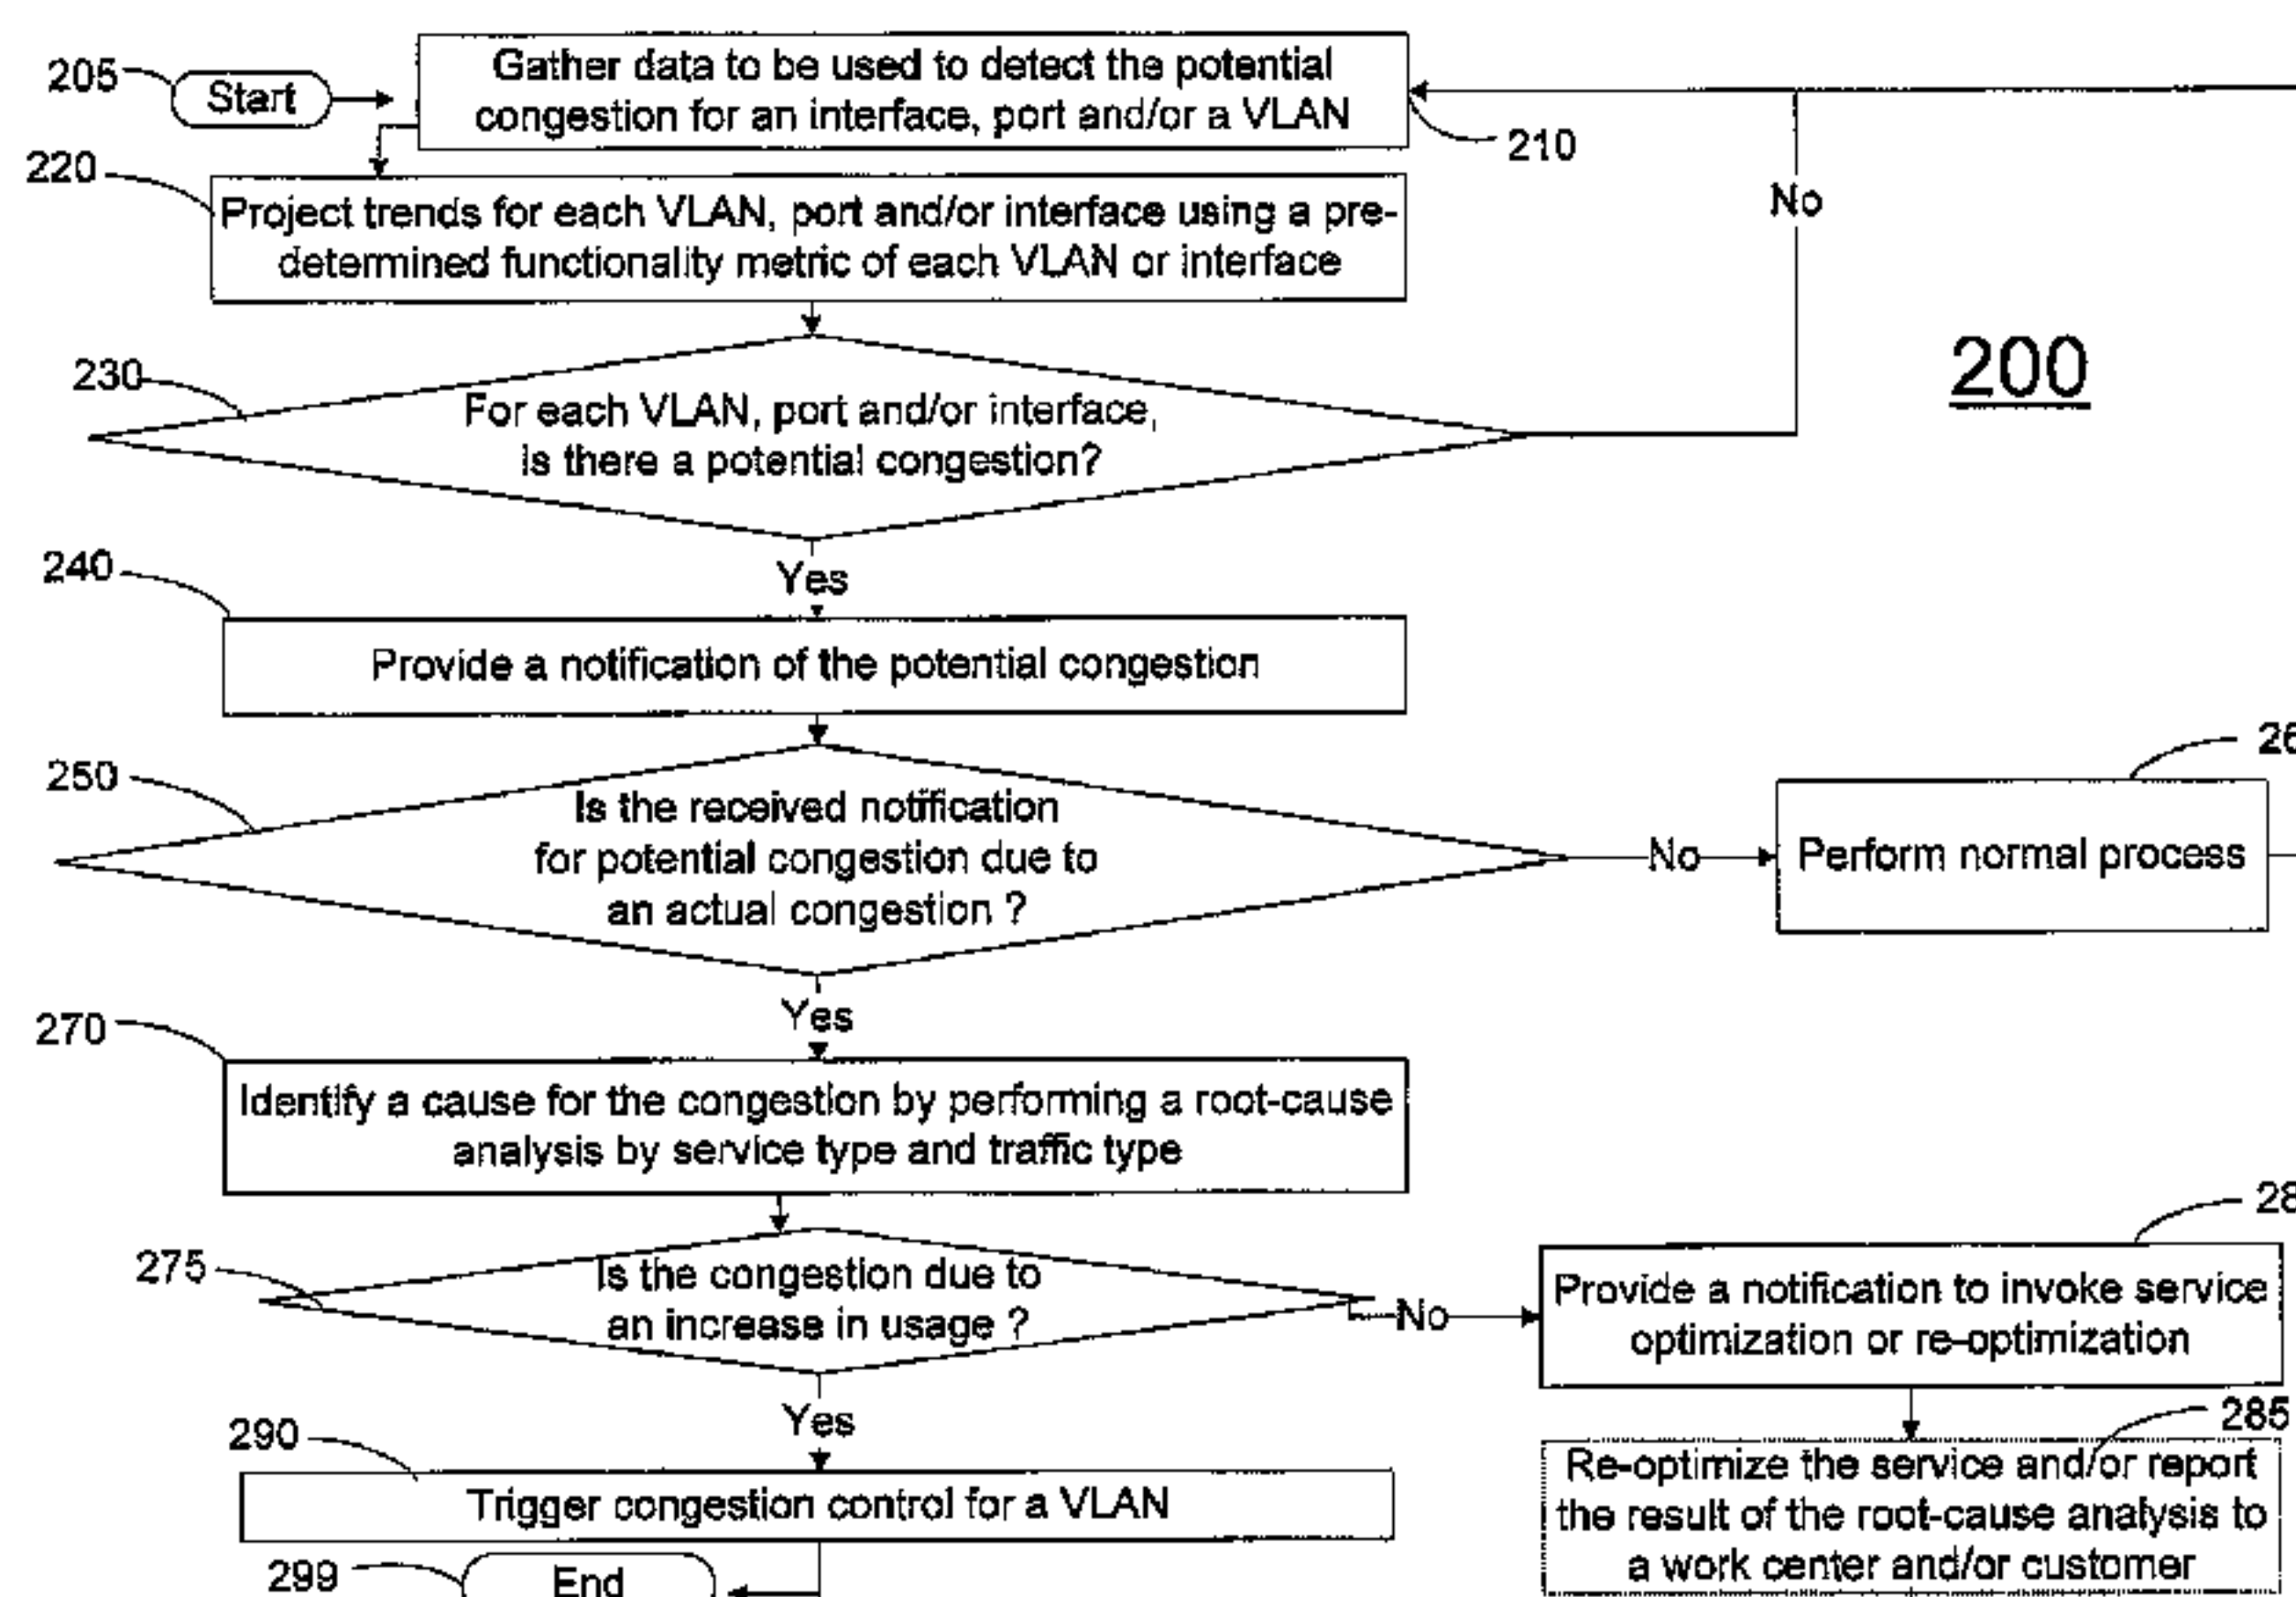 205
Start
Gather data to be used to detect the potential
congestion for an interface, port and/or a VLAN
210
220
Project trends for each VLAN, port and/or interface using a pre-
determined functionality metric of each VLAN or interface
No
200
230
For each VLAN, port and/or interface,
is there a potential congestion?
Yes
240
Provide a notification of the potential congestion
250
Is the received notification
for potential congestion due to
an actual congestion ?
No
Perform normal process
Yes
270
Identify a cause for the congestion by performing a root-cause
analysis by service type and traffic type
275
Is the congestion due to
an increase in usage ?
No
Provide a notification to invoke service
optimization or re-optimization
Yes
285
Re-optimize the service and/or report
the result of the root-cause analysis to
a work center and/or customer
290
Trigger congestion control for a VLAN
299
End